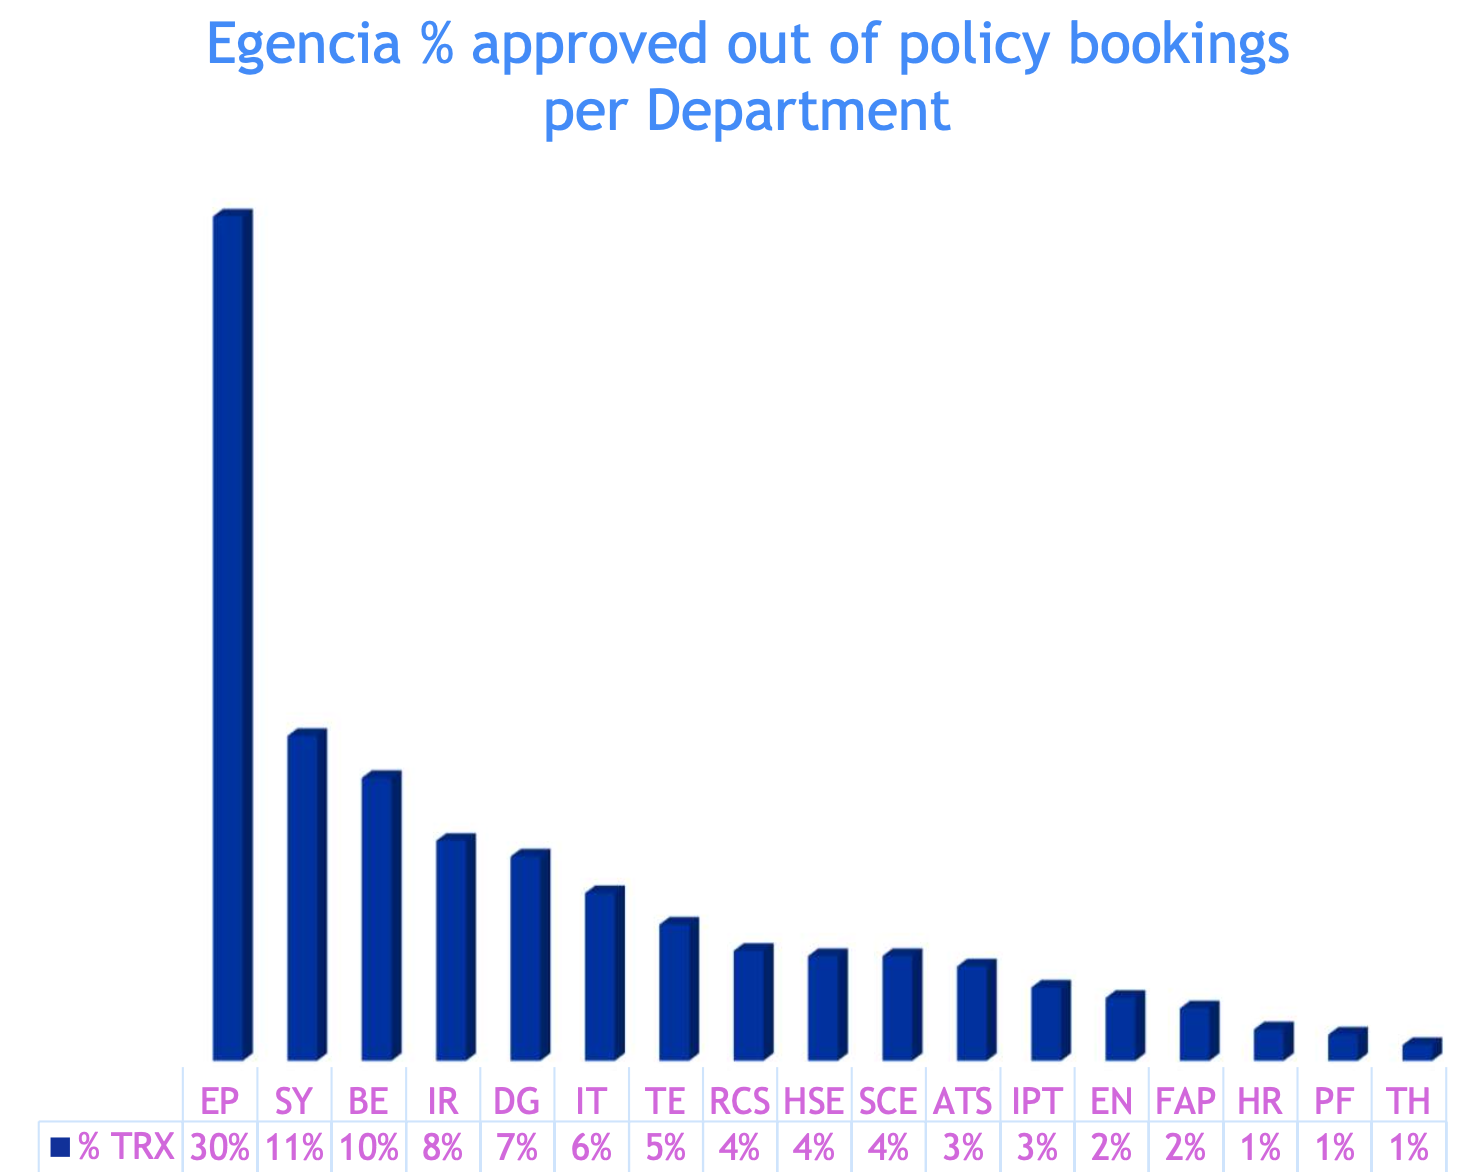 Egencia % approved out of policy bookings
per Department
EP SY BE IR DG IT TE RCS HSE SCE ATS IPT EN FAP HR PF TH
% TRX 30% 11% 10% 8% 7% 6% 5% 4% 4% 4% 3% 3% 2% 2% 1% 1% 1%